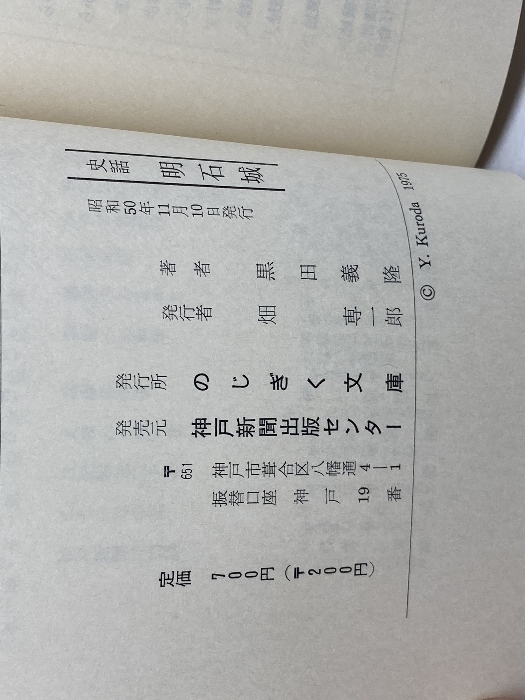 史話 明石城
昭和50年11月10日発行
著者 黒田義隆
発行者 畑専一郎
発行所 のじぎく文庫
発売元 神戸新聞出版センター
〒651 神戸市葺合区八幡通4―1
振替口座 神戸 19番
定価 700円(〒200円)
© Y. Kuroda 1975